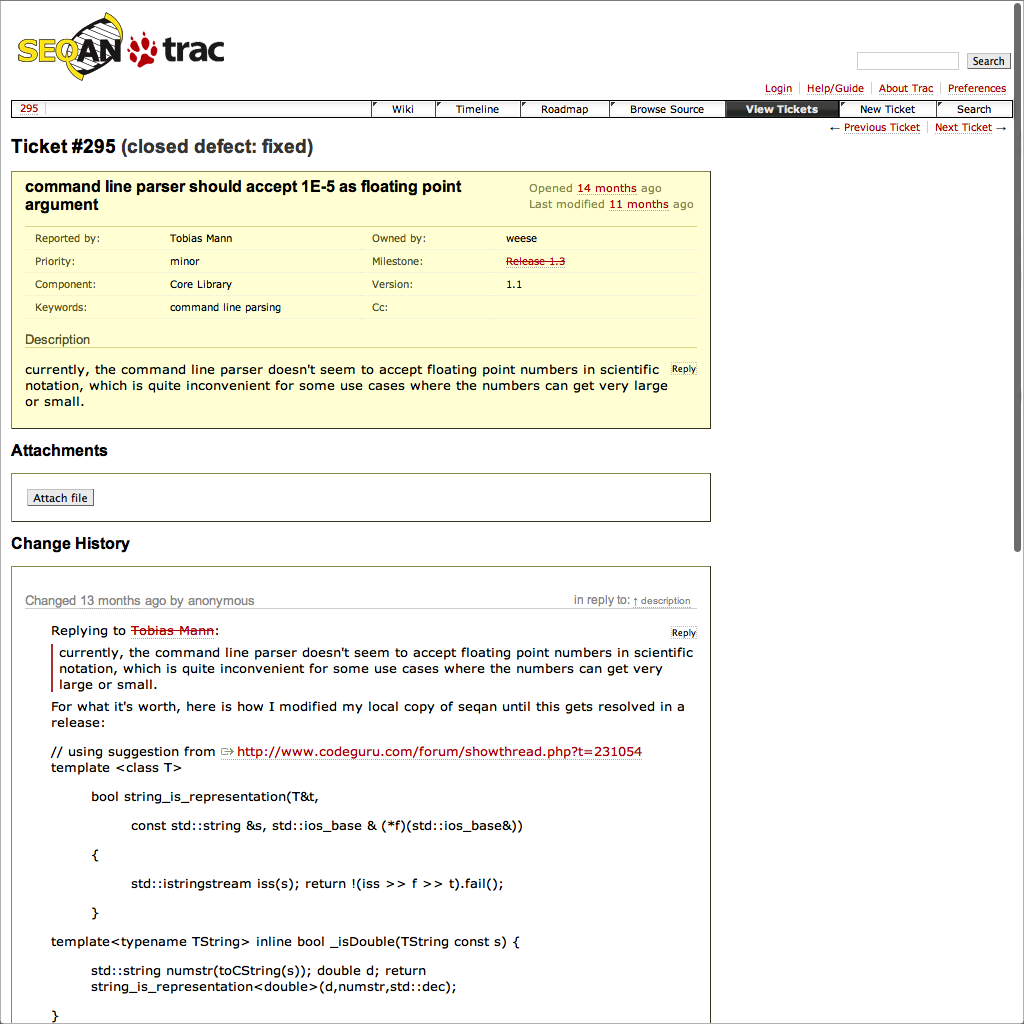 SEQAN trac
Search
Login Help/Guide About Trac Preferences
295 Wiki Timeline Roadmap Browse Source View Tickets New Ticket Search
← Previous Ticket Next Ticket →
Ticket #295 (closed defect: fixed)
command line parser should accept 1E-5 as floating point
argument
Opened 14 months ago
Last modified 11 months ago
Reported by: Tobias Mann Owned by: weese
Priority: minor Milestone: Release 1.3
Component: Core Library Version: 1.1
Keywords: command line parsing Cc:
Description
currently, the command line parser doesn't seem to accept floating point numbers in scientific Reply
notation, which is quite inconvenient for some use cases where the numbers can get very large
or small.
Attachments
Attach file
Change History
Changed 13 months ago by anonymous in reply to: ↑ description
Replying to Tobias Mann: Reply
currently, the command line parser doesn't seem to accept floating point numbers in scientific
notation, which is quite inconvenient for some use cases where the numbers can get very
large or small.
For what it's worth, here is how I modified my local copy of seqan until this gets resolved in a
release:
// using suggestion from http://www.codeguru.com/forum/showthread.php?t=231054
template <class T>
bool string_is_representation(T&t,
const std::string &s, std::ios_base & (*f)(std::ios_base&))
{
std::istringstream iss(s); return !(iss >> f >> t).fail();
}
template<typename TString> inline bool _isDouble(TString const s) {
std::string numstr(toCString(s)); double d; return
string_is_representation<double>(d,numstr,std::dec);
}